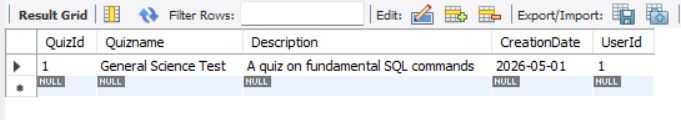 Result Grid Filter Rows: Edit: Export/Import:
QuizId Quizname Description CreationDate UserId
1 General Science Test A quiz on fundamental SQL commands 2026-05-01 1
NULL NULL NULL NULL NULL